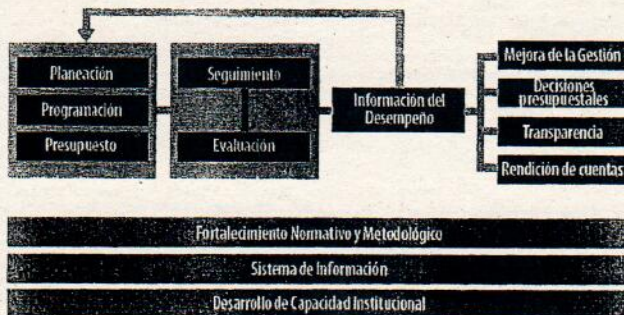 Planeación
Programación
Presupuesto
Seguimiento
Evaluación
Información del
Desempeño
Mejora de la Gestión
Decisiones
presupuestales
Transparencia
Rendición de cuentas
Fortalecimiento Normativo y Metodológico
Sistema de Información
Desarrollo de Capacidad Institucional